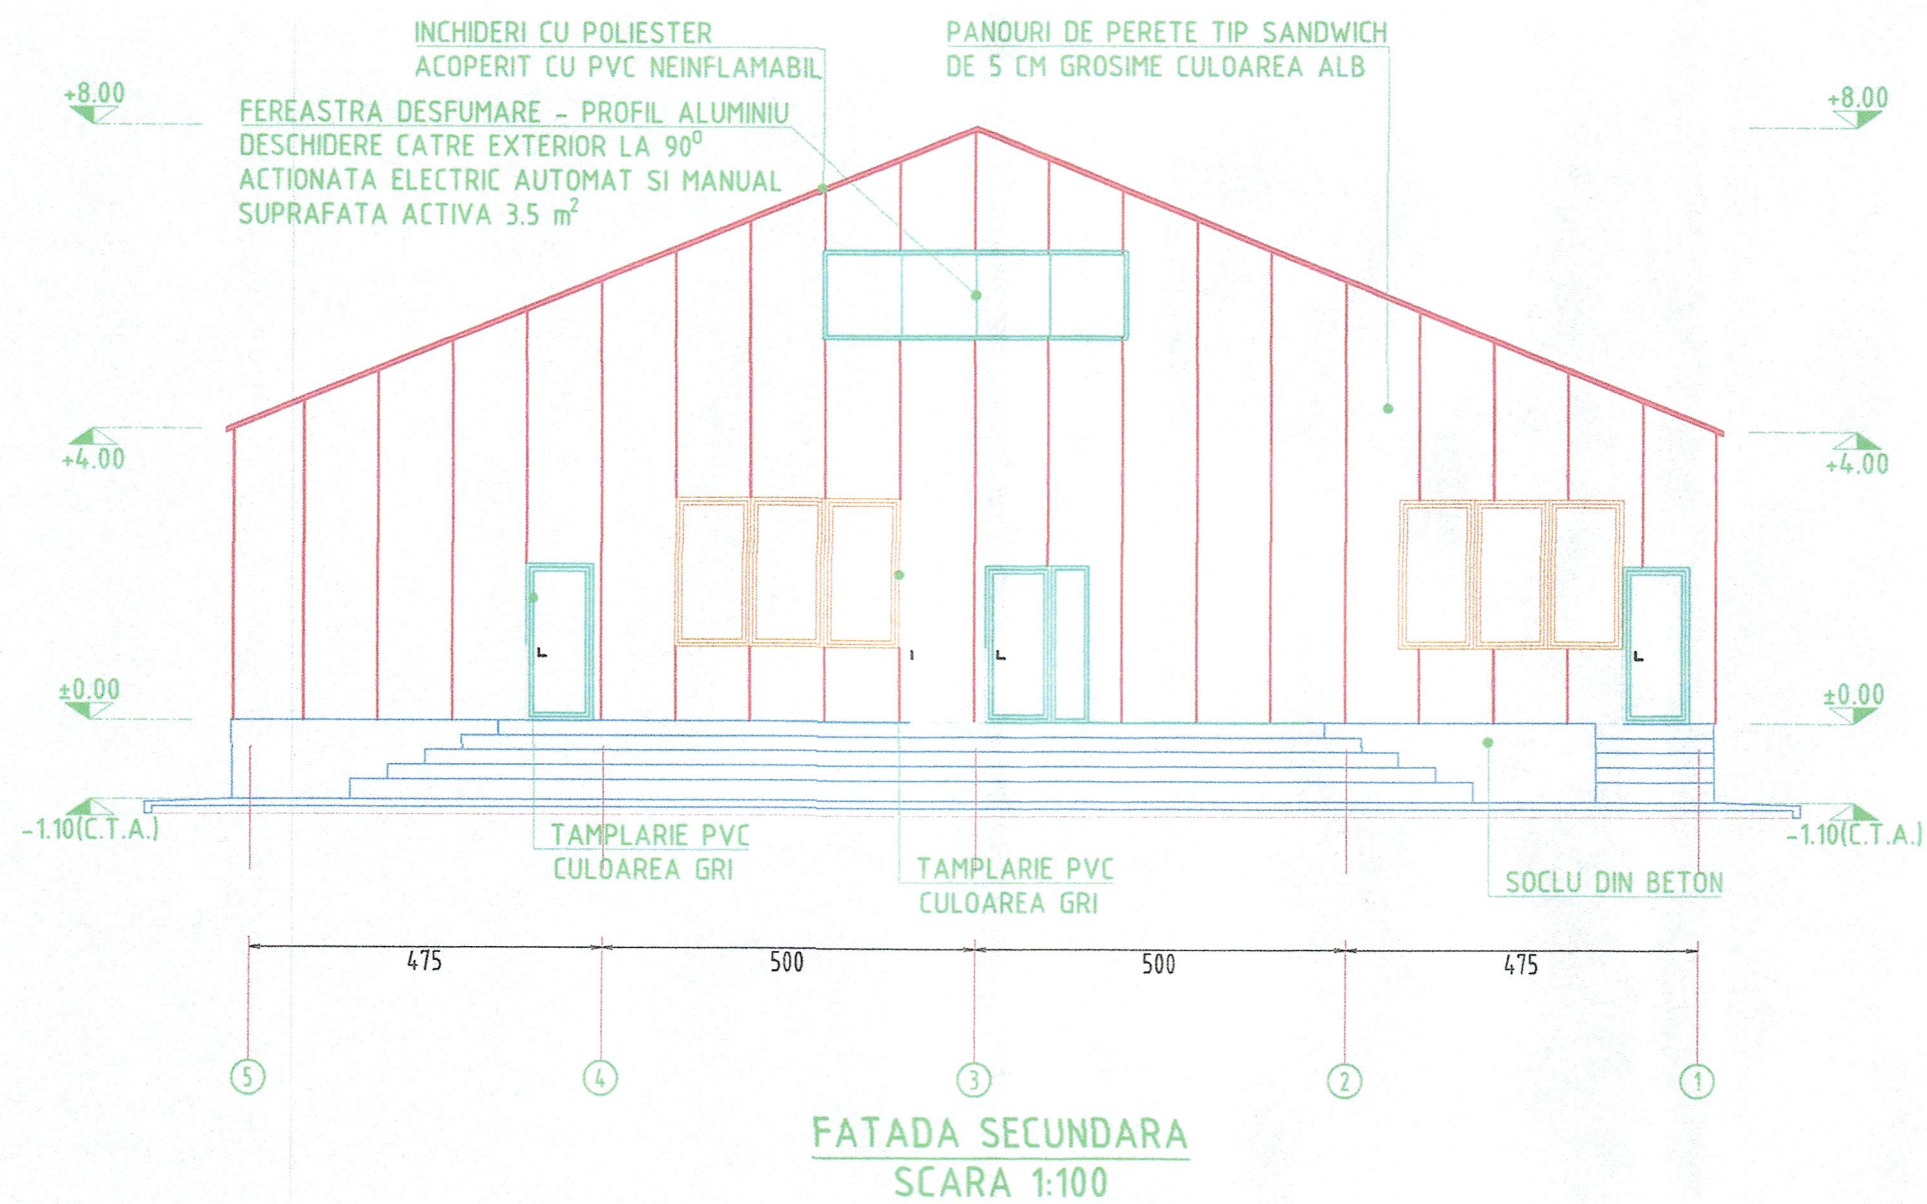 INCHIDERI CU POLIESTER
ACOPERIT CU PVC NEINFLAMABIL
PANOURI DE PERETE TIP SANDWICH
DE 5 CM GROSIME CULOAREA ALB
+8.00
FEREASTRA DESFUMARE - PROFIL ALUMINIU
DESCHIDERE CATRE EXTERIOR LA 90⁰
ACTIONATA ELECTRIC AUTOMAT SI MANUAL
SUPRAFATA ACTIVA 3.5 m²
+8.00
+4.00
+4.00
±0.00
±0.00
-1.10(C.T.A.)
-1.10(C.T.A.)
TAMPLARIE PVC
CULOAREA GRI
TAMPLARIE PVC
CULOAREA GRI
SOCLU DIN BETON
475
500
500
475
5
4
3
2
1
FATADA SECUNDARA
SCARA 1:100